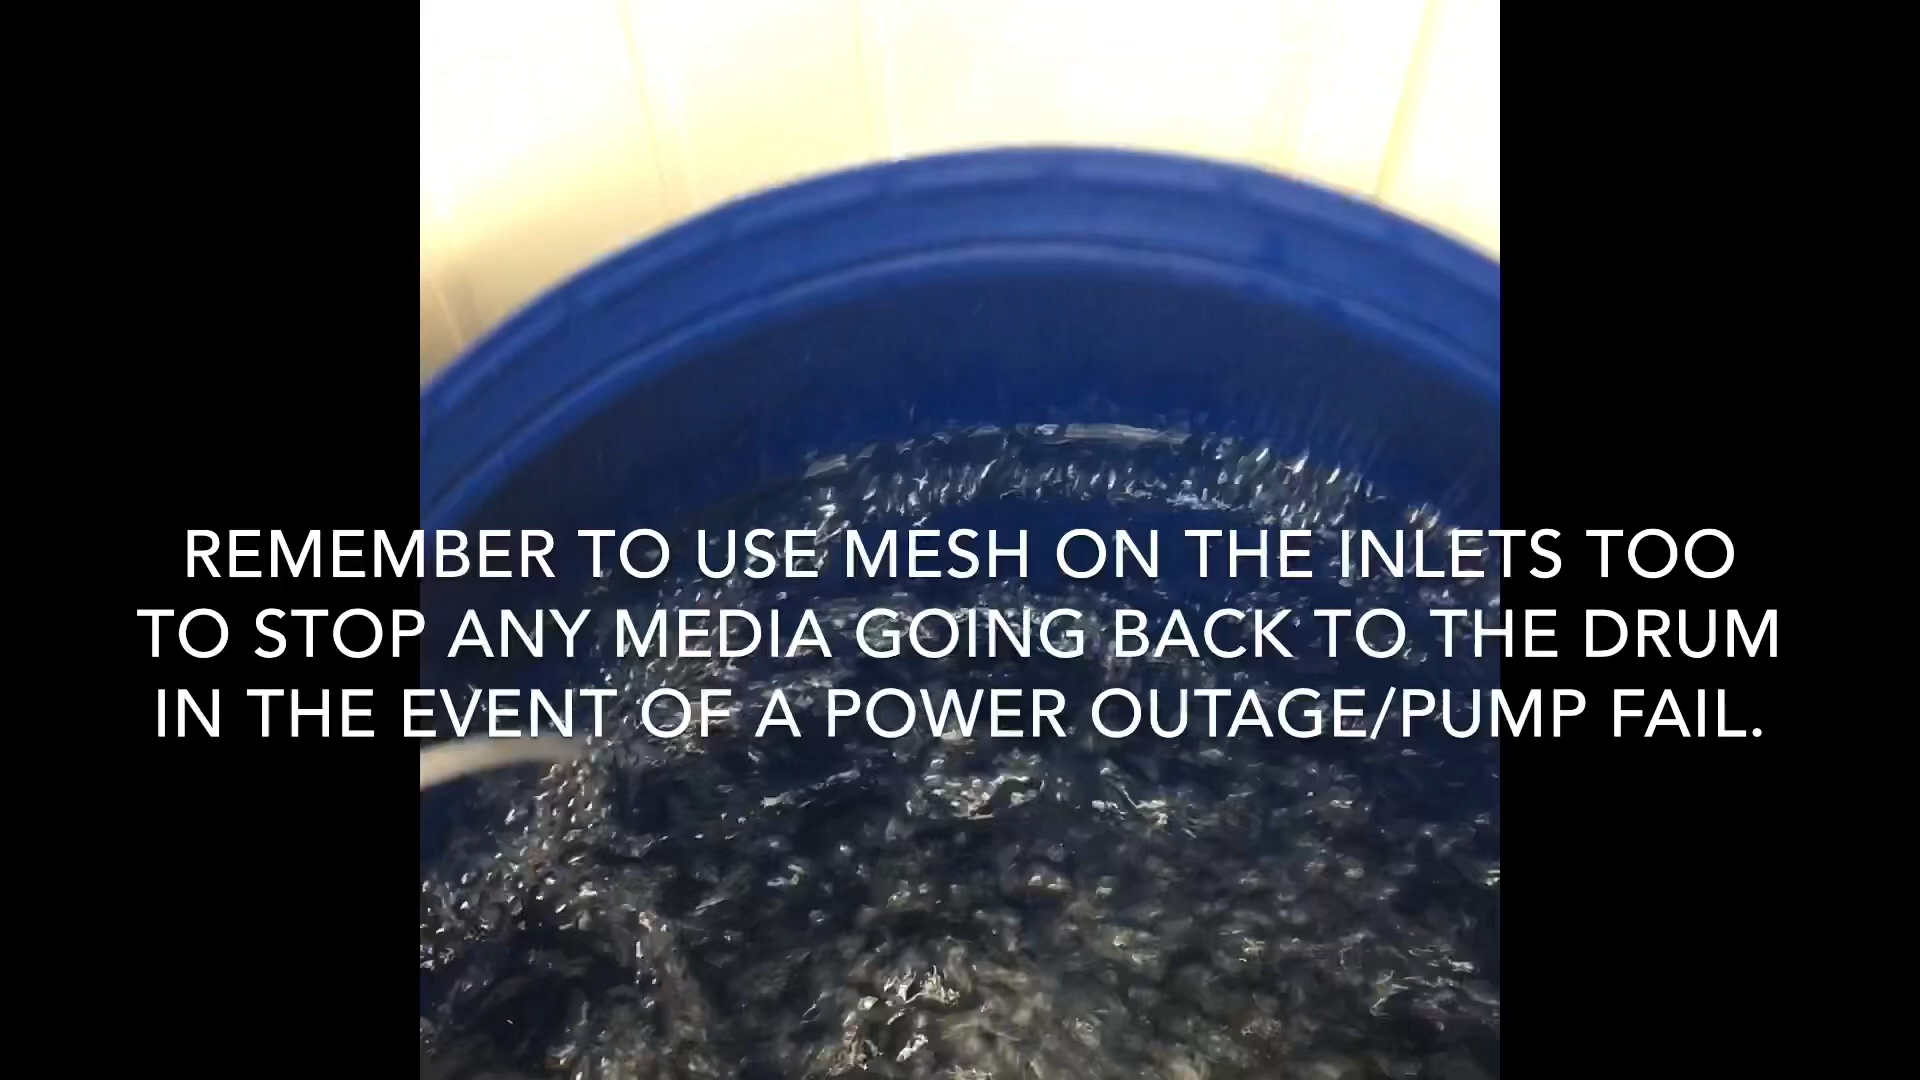 REMEMBER TO USE MESH ON THE INLETS TOO
TO STOP ANY MEDIA GOING BACK TO THE DRUM
IN THE EVENT OF A POWER OUTAGE/PUMP FAIL.